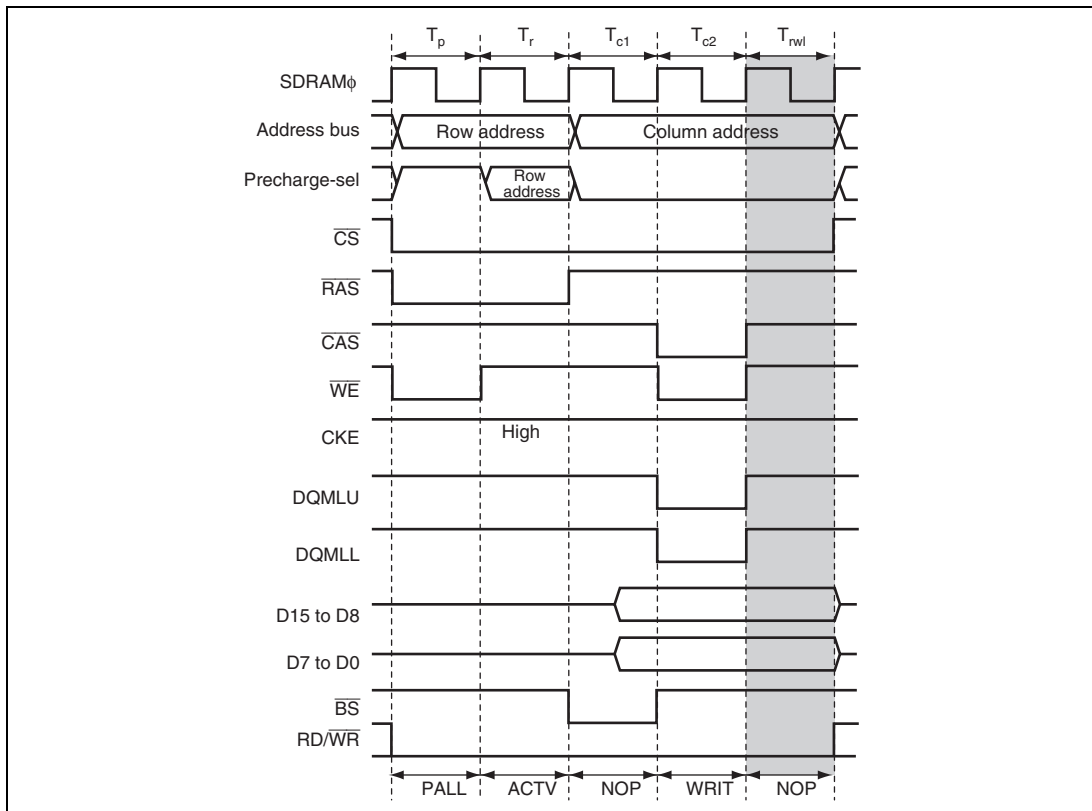 Tp Tr Tc1 Tc2 Trwl
SDRAMϕ
Address bus Row address Column address
Precharge-sel Row address
CS
RAS
CAS
WE
CKE High
DQMLU
DQMLL
D15 to D8
D7 to D0
BS
RD/WR
PALL ACTV NOP WRIT NOP